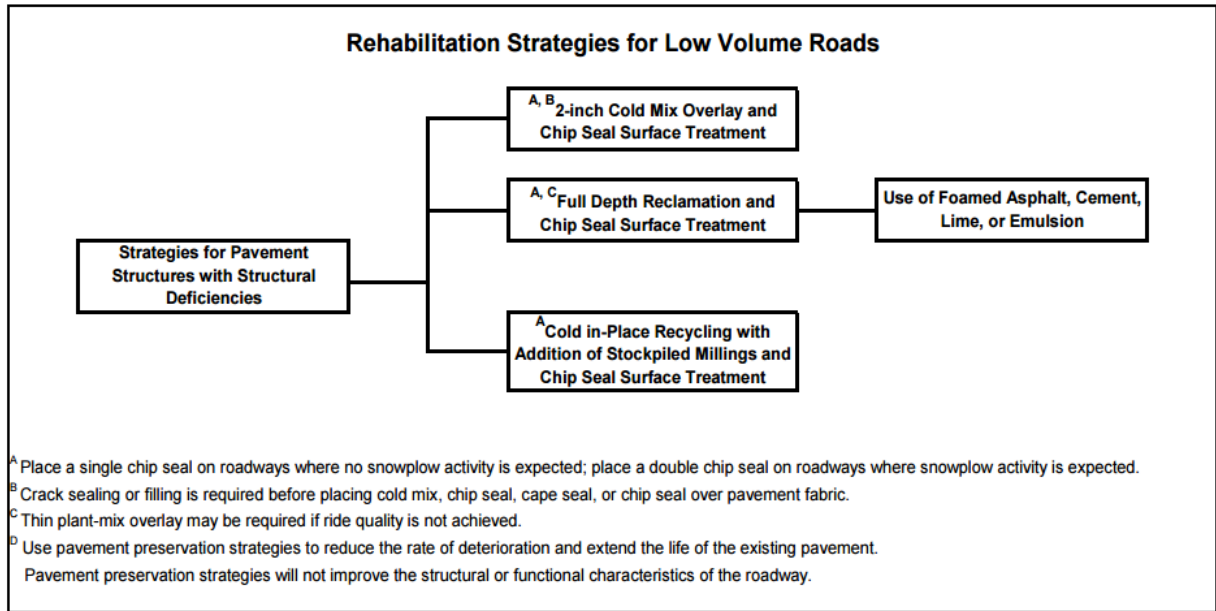 Rehabilitation Strategies for Low Volume Roads
A, B 2-inch Cold Mix Overlay and
Chip Seal Surface Treatment
A, C Full Depth Reclamation and
Chip Seal Surface Treatment
Use of Foamed Asphalt, Cement,
Lime, or Emulsion
Strategies for Pavement
Structures with Structural
Deficiencies
A Cold in-Place Recycling with
Addition of Stockpiled Millings and
Chip Seal Surface Treatment
A Place a single chip seal on roadways where no snowplow activity is expected; place a double chip seal on roadways where snowplow activity is expected.
B Crack sealing or filling is required before placing cold mix, chip seal, cape seal, or chip seal over pavement fabric.
C Thin plant-mix overlay may be required if ride quality is not achieved.
D Use pavement preservation strategies to reduce the rate of deterioration and extend the life of the existing pavement.
Pavement preservation strategies will not improve the structural or functional characteristics of the roadway.